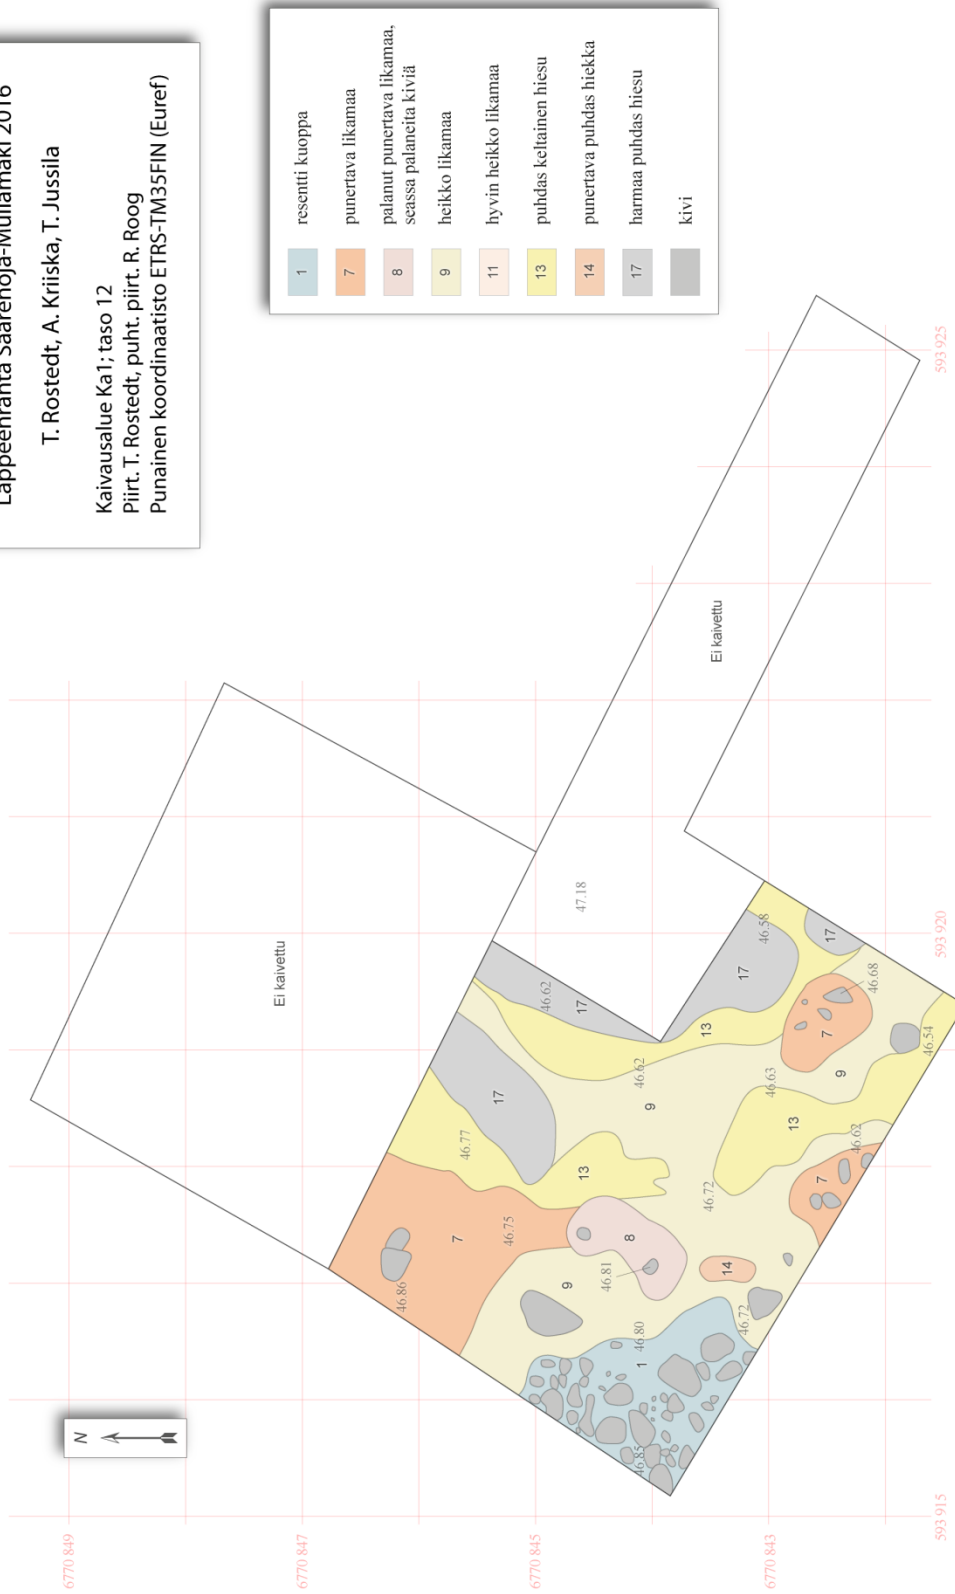 Lappeenranta Saarenoja-Muilamäki 2016
T. Rostedt, A. Kriiska, T. Jussila
Kaivausalue Ka1; taso 12
Piirt. T. Rostedt, puht. piirt. R. Roog
Punainen koordinaatisto ETRS-TM35FIN (Euref)
1 resentti kuoppa
7 punertava likamaa
8 palanut punertava likamaa,
seassa palaneita kiviä
9 heikko likamaa
11 hyvin heikko likamaa
13 puhdas keltainen hiesu
14 punertava puhdas hiekka
17 harmaa puhdas hiesu
kivi
N
6770 849
6770 847
6770 845
6770 843
593 915
593 920
593 925
Ei kaivettu
Ei kaivettu
47.18
46.86
7
46.75
46.77
17
13
46.62
17
46.62
13
17
46.58
17
46.68
7
46.54
9
46.63
9
13
46.62
7
46.72
8
46.81
14
9
46.80
46.72
1
46.85